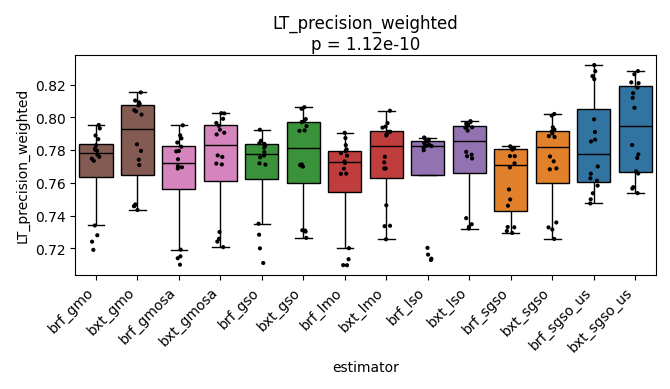 LT_precision_weighted
p = 1.12e-10
LT_precision_weighted
0.82
0.80
0.78
0.76
0.74
0.72
brf_gmo
bxt_gmo
brf_gmosa
bxt_gmosa
brf_gso
bxt_gso
brf_lmo
bxt_lmo
brf_lso
bxt_lso
brf_sgso
bxt_sgso
brf_sgso_us
bxt_sgso_us
estimator